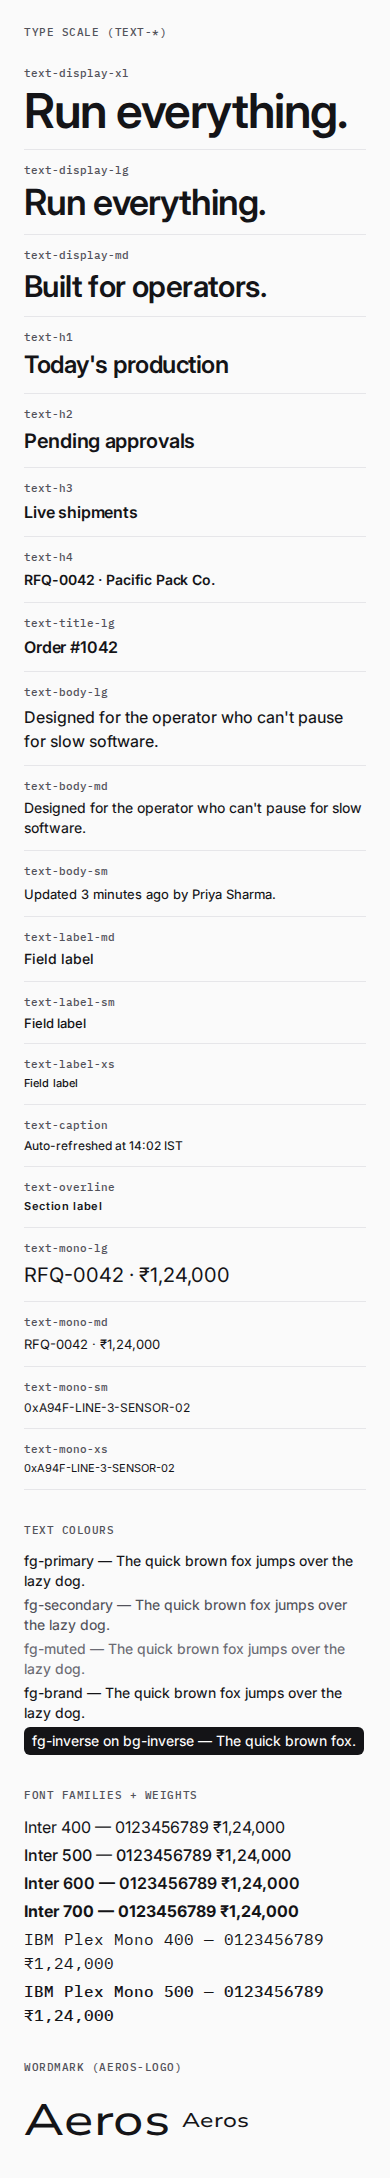 TYPE SCALE (TEXT-*)
text-display-xl
Run everything.
text-display-lg
Run everything.
text-display-md
Built for operators.
text-h1
Today's production
text-h2
Pending approvals
text-h3
Live shipments
text-h4
RFQ-0042 · Pacific Pack Co.
text-title-lg
Order #1042
text-body-lg
Designed for the operator who can't pause
for slow software.
text-body-md
Designed for the operator who can't pause for slow
software.
text-body-sm
Updated 3 minutes ago by Priya Sharma.
text-label-md
Field label
text-label-sm
Field label
text-label-xs
Field label
text-caption
Auto-refreshed at 14:02 IST
text-overline
Section label
text-mono-lg
RFQ-0042 · ₹1,24,000
text-mono-md
RFQ-0042 · ₹1,24,000
text-mono-sm
0xA94F-LINE-3-SENSOR-02
text-mono-xs
0xA94F-LINE-3-SENSOR-02
TEXT COLOURS
fg-primary — The quick brown fox jumps over the
lazy dog.
fg-secondary — The quick brown fox jumps over
the lazy dog.
fg-muted — The quick brown fox jumps over the
lazy dog.
fg-brand — The quick brown fox jumps over the
lazy dog.
fg-inverse on bg-inverse — The quick brown fox.
FONT FAMILIES + WEIGHTS
Inter 400 — 0123456789 ₹1,24,000
Inter 500 — 0123456789 ₹1,24,000
Inter 600 — 0123456789 ₹1,24,000
Inter 700 — 0123456789 ₹1,24,000
IBM Plex Mono 400 — 0123456789
₹1,24,000
IBM Plex Mono 500 — 0123456789
₹1,24,000
WORDMARK (AEROS-LOGO)
Aeros Aeros